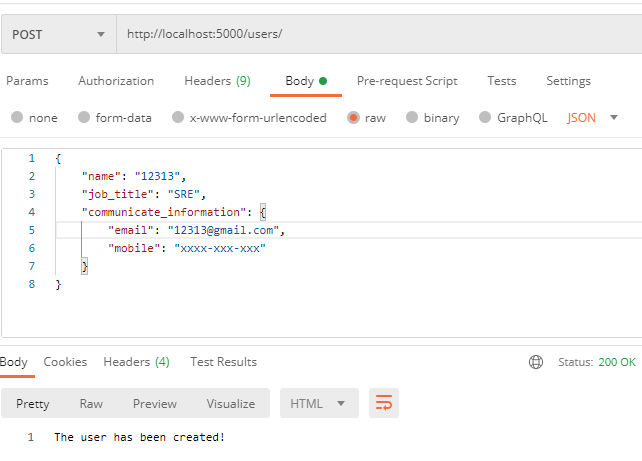 POST http://localhost:5000/users/
Params Authorization Headers (9) Body Pre-request Script Tests Settings
none form-data x-www-form-urlencoded raw binary GraphQL JSON
1 {
2 "name": "12313",
3 "job_title": "SRE",
4 "communicate_information": {
5 "email": "12313@gmail.com",
6 "mobile": "xxxx-xxx-xxx"
7 }
8 }
Body Cookies Headers (4) Test Results Status: 200 OK
Pretty Raw Preview Visualize HTML
1 The user has been created!